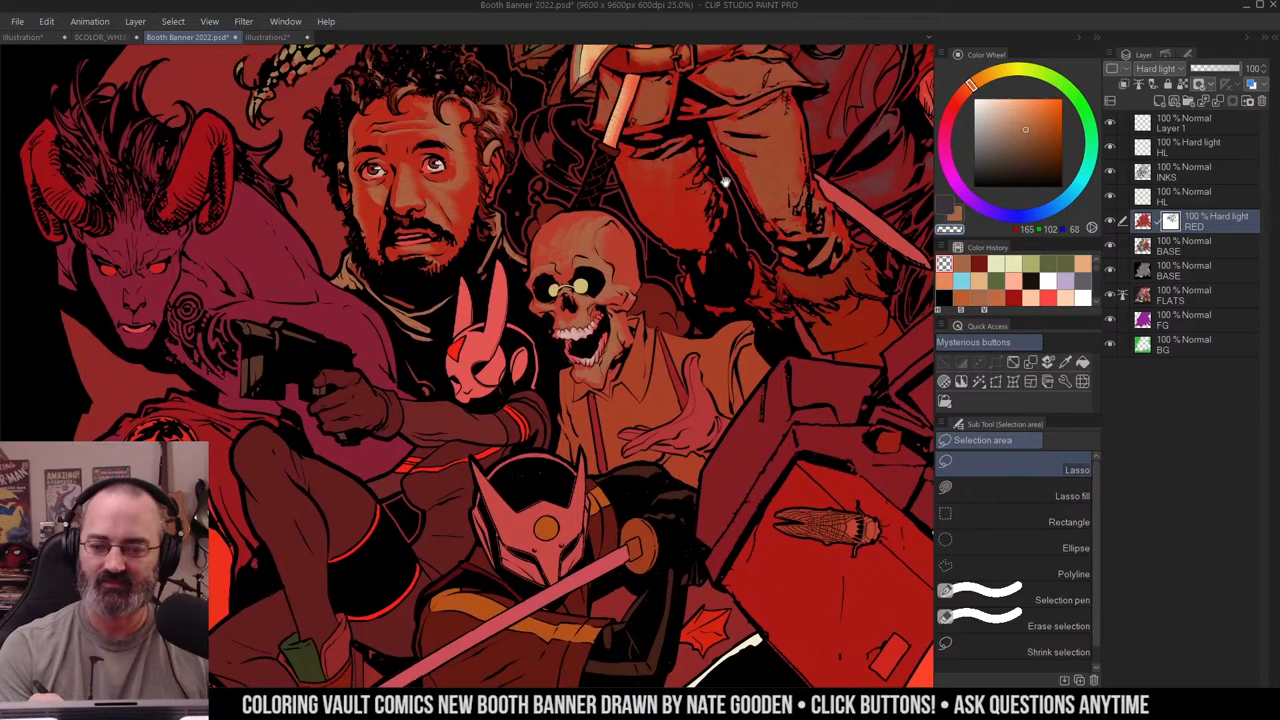 Booth Banner 2022.psd* (9600 x 9600px 600dpi 25.0%) - CLIP STUDIO PAINT PRO
File Edit Animation Layer Select View Filter Window Help
Illustration* 0COLOR_WHE Booth Banner 2022.psd* Illustration2*
Color Wheel
165 102 68
Color History
H S V
Quick Access
Mysterious buttons
Sub Tool [Selection area]
Selection area
Lasso
Lasso fill
Rectangle
Ellipse
Polyline
Selection pen
Erase selection
Shrink selection
Layer
Hard light 100
100 % Normal
Layer 1
100 % Hard light
HL
100 % Normal
INKS
100 % Normal
HL
100 % Hard light
RED
100 % Normal
BASE
100 % Normal
BASE
100 % Normal
FLATS
100 % Normal
FG
100 % Normal
BG
COLORING VAULT COMICS NEW BOOTH BANNER DRAWN BY NATE GOODEN • CLICK BUTTONS! • ASK QUESTIONS ANYTIME